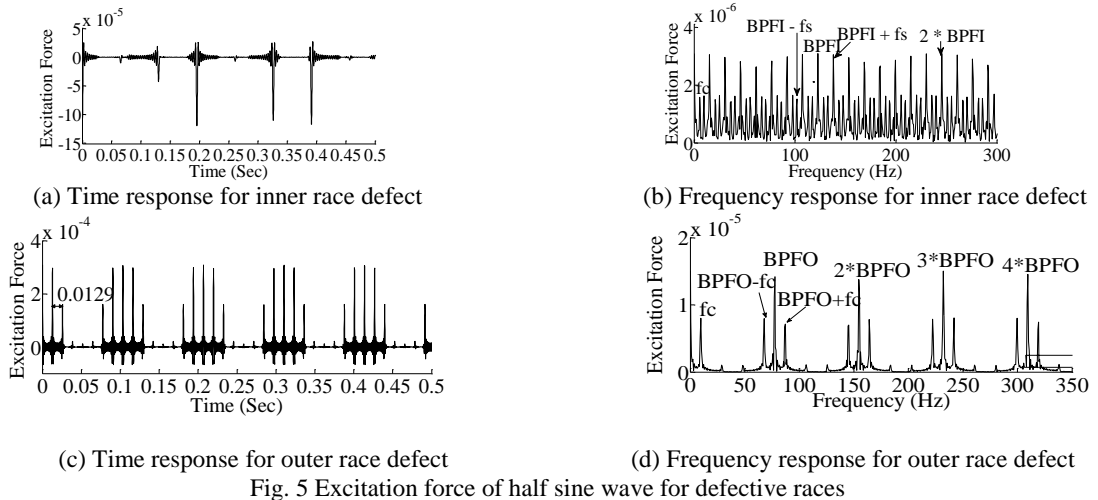 x 10^-5
5
0
-5
-10
-15
Excitation Force
0 0.05 0.1 0.15 0.2 0.25 0.3 0.35 0.4 0.45 0.5
Time (Sec)
(a) Time response for inner race defect
x 10^-6
BPFI - fs
BPFI
BPFI + fs
2 * BPFI
fc
4
2
0
Excitation Force
0 100 200 300
Frequency (Hz)
(b) Frequency response for inner race defect
x 10^-4
4
2
0
Excitation Force
0.0129
0 0.05 0.1 0.15 0.2 0.25 0.3 0.35 0.4 0.45 0.5
Time (Sec)
(c) Time response for outer race defect
x 10^-5
2
1
0
Excitation Force
fc
BPFO-fc
BPFO
BPFO+fc
2*BPFO
3*BPFO
4*BPFO
0 50 100 150 200 250 300 350
Frequency (Hz)
(d) Frequency response for outer race defect
Fig. 5 Excitation force of half sine wave for defective races